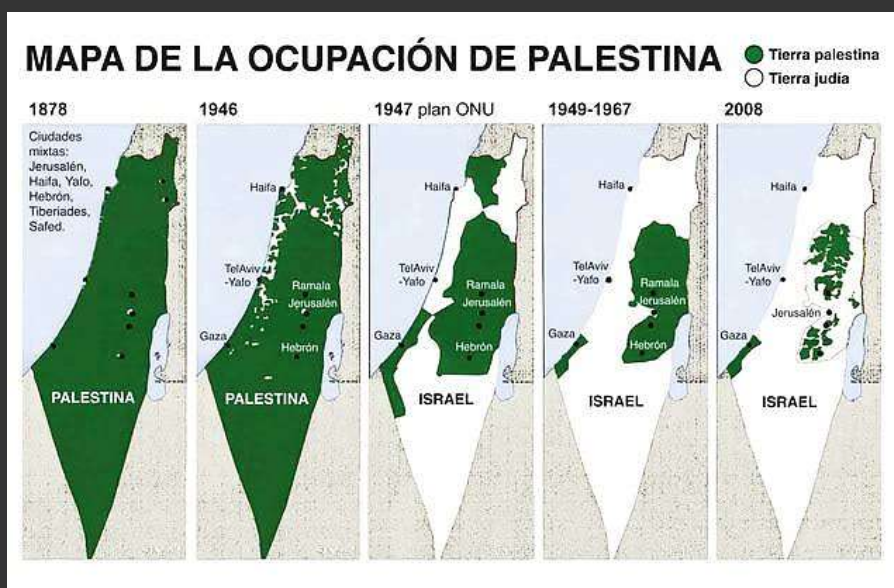 MAPA DE LA OCUPACIÓN DE PALESTINA
Tierra palestina
Tierra judía
1878
Ciudades
mixtas:
Jerusalén,
Haifa, Yafo,
Hebrón,
Tiberiades,
Safed.
PALESTINA
1946
Haifa
TelAviv
-Yafo
Ramala
Jerusalén
Gaza
Hebrón
PALESTINA
1947 plan ONU
Haifa
TelAviv
-Yafo
Ramala
Jerusalén
Gaza
Hebrón
ISRAEL
1949-1967
Haifa
TelAviv
-Yafo
Ramala
Jerusalén
Gaza
Hebrón
ISRAEL
2008
Haifa
TelAviv
-Yafo
Jerusalén
Gaza
ISRAEL